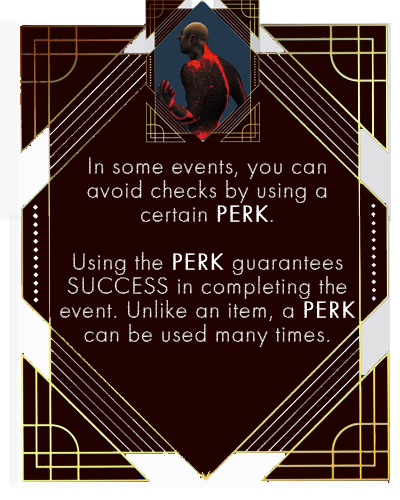 In some events, you can
avoid checks by using a
certain PERK.
Using the PERK guarantees
SUCCESS in completing the
event. Unlike an item, a PERK
can be used many times.